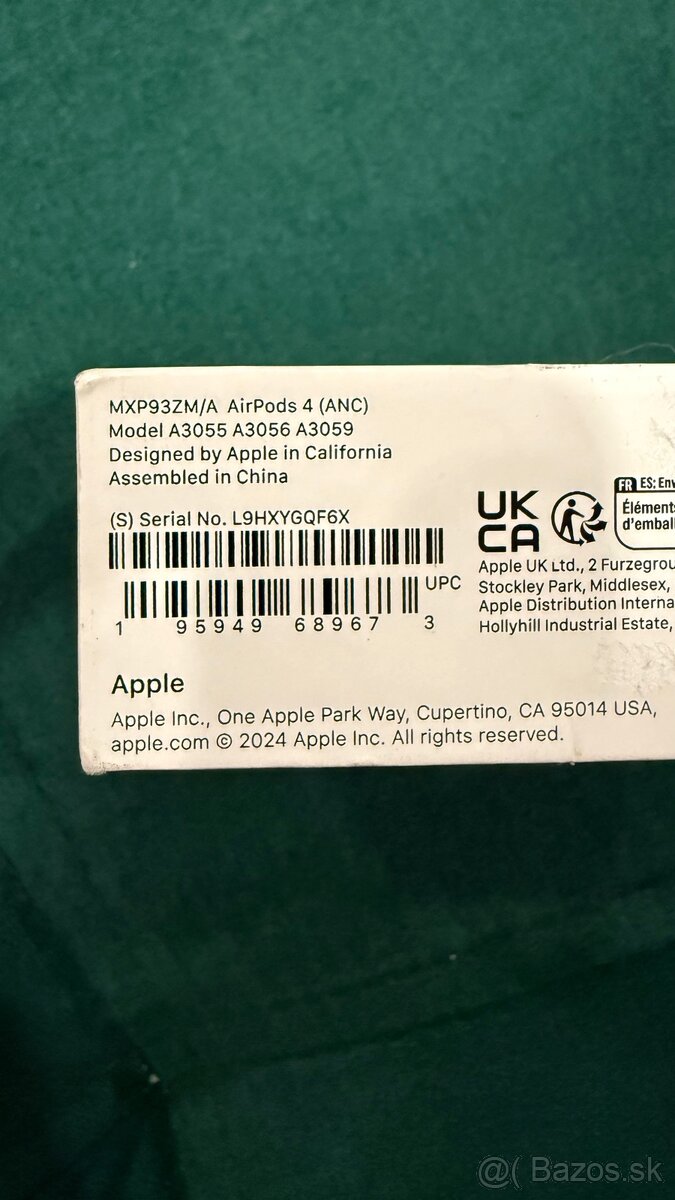 MXP93ZM/A AirPods 4 (ANC)
Model A3055 A3056 A3059
Designed by Apple in California
Assembled in China
(S) Serial No. L9HXYGQF6X
UPC
1 95949 68967 3
UK
CA
FR ES: Env
Éléments
d'emball
Apple UK Ltd., 2 Furzegrou
Stockley Park, Middlesex,
Apple Distribution Interna
Hollyhill Industrial Estate,
Apple
Apple Inc., One Apple Park Way, Cupertino, CA 95014 USA,
apple.com © 2024 Apple Inc. All rights reserved.
@( Bazos.sk